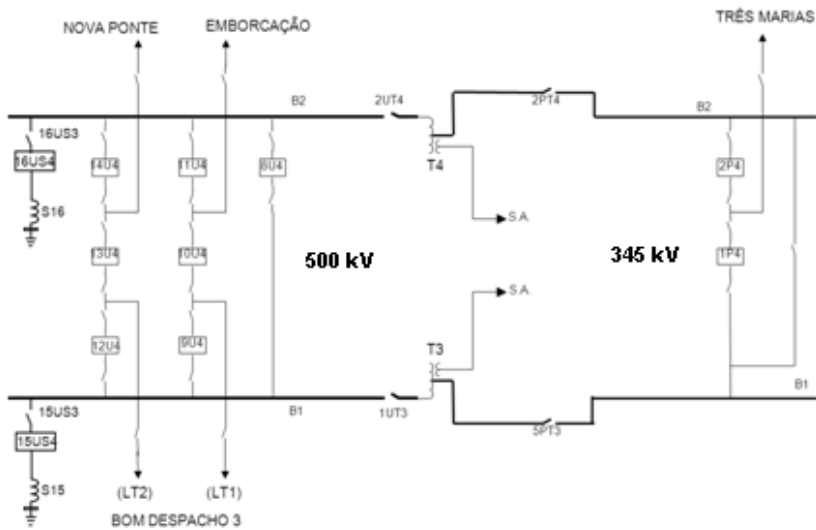 NOVA PONTE
EMBORCAÇÃO
TRÊS MARIAS
B2
2UT4
2PT4
B2
16US3
16US4
14U4
11U4
8U4
T4
2P4
S16
S.A.
13U4
10U4
500 kV
345 kV
1P4
S.A.
12U4
9U4
T3
B1
1UT3
5PT3
B1
15US3
15US4
S15
(LT2)
(LT1)
BOM DESPACHO 3